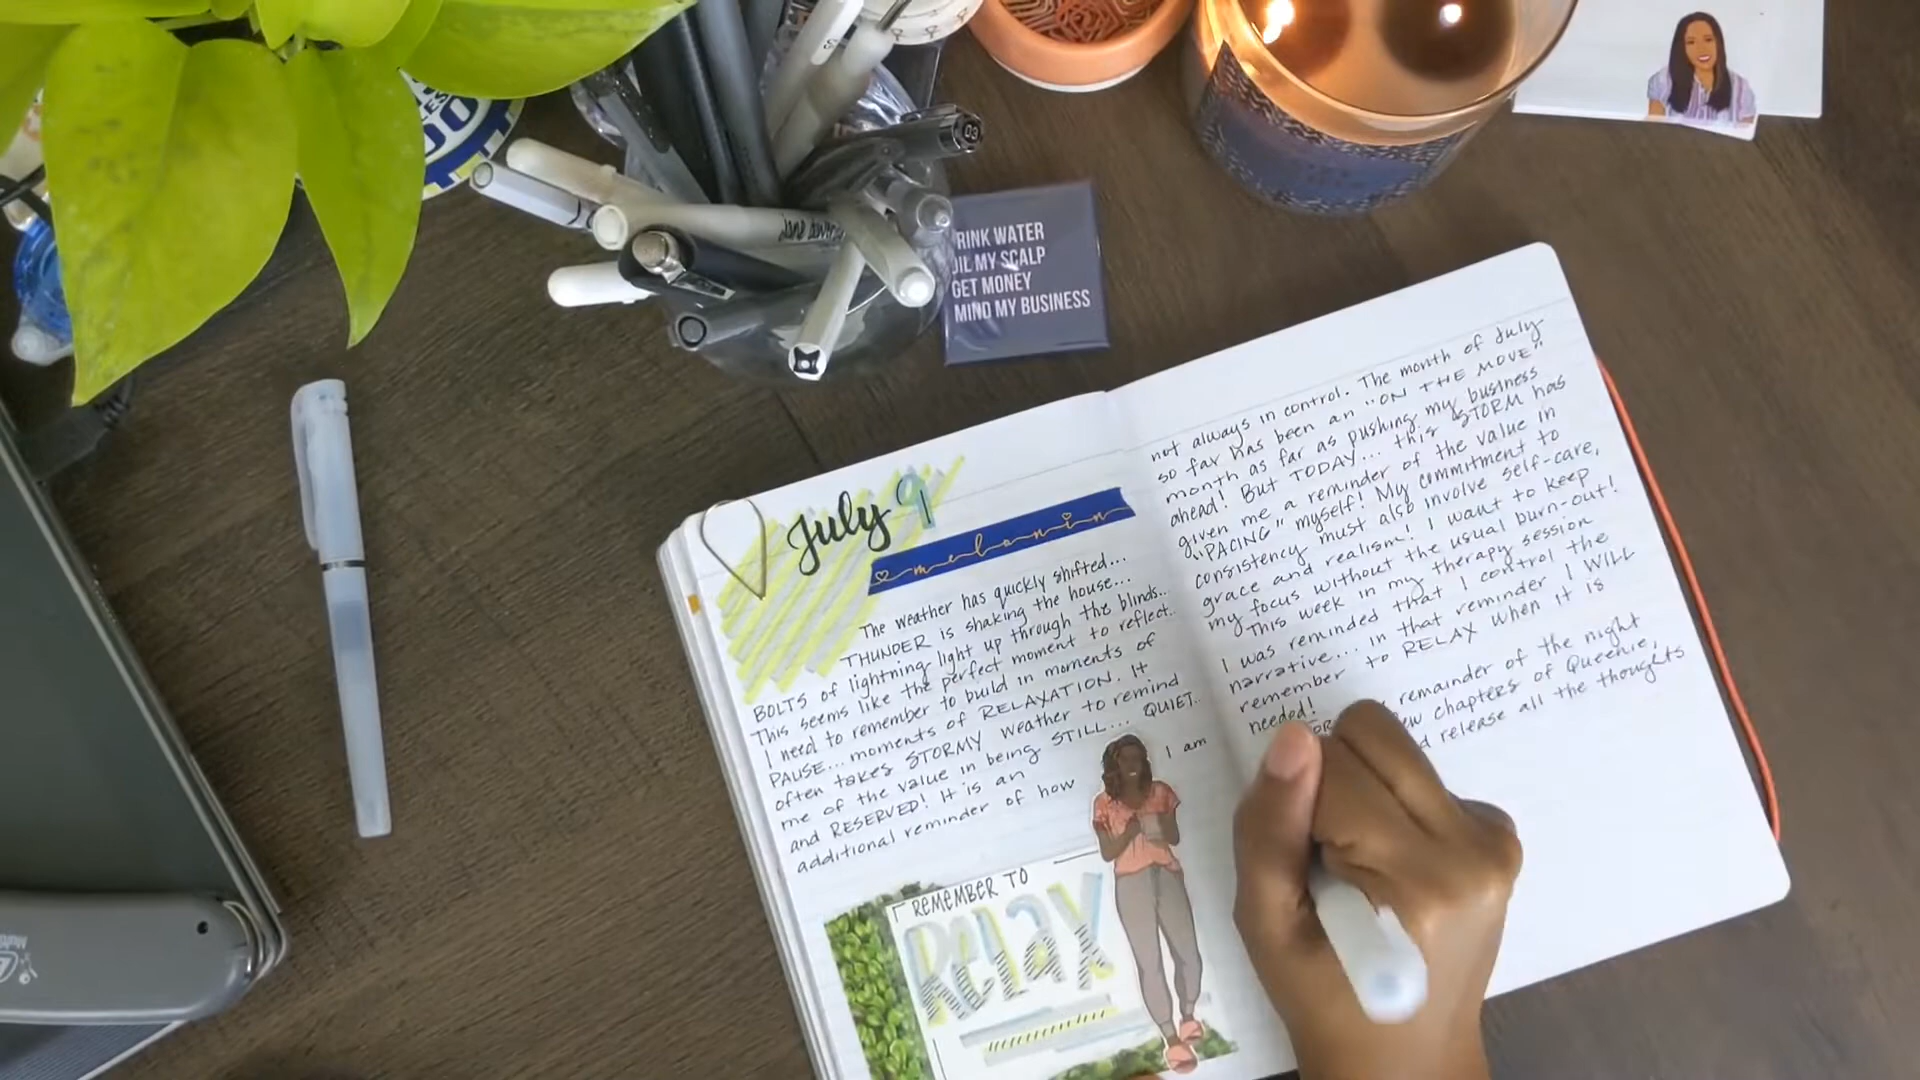 03
DRINK WATER
OIL MY SCALP
GET MONEY
MIND MY BUSINESS
July 9
melanin
The weather has quickly shifted...
THUNDER is shaking the house...
BOLTS of lightning light up through the blinds..
This seems like the perfect moment to reflect..
I need to remember to build in moments of
PAUSE... moments of RELAXATION. It
often takes STORMY weather to remind
me of the value in being STILL... QUIET..
and RESERVED! It is an
additional reminder of how I am
REMEMBER TO
RELAX
not always in control. The month of July
so far has been an "ON THE MOVE"
month as far as pushing my business
ahead! But TODAY... this STORM has
given me a reminder of the value in
"PACING" myself! My commitment to
consistency must also involve self-care,
grace and realism! I want to keep
my focus without the usual burn-out!
This week in my therapy session
I was reminded that I control the
narrative... in that reminder I WILL
remember to RELAX when it is
needed!
remainder of the night
chapters of Queenie,
release all the thoughts